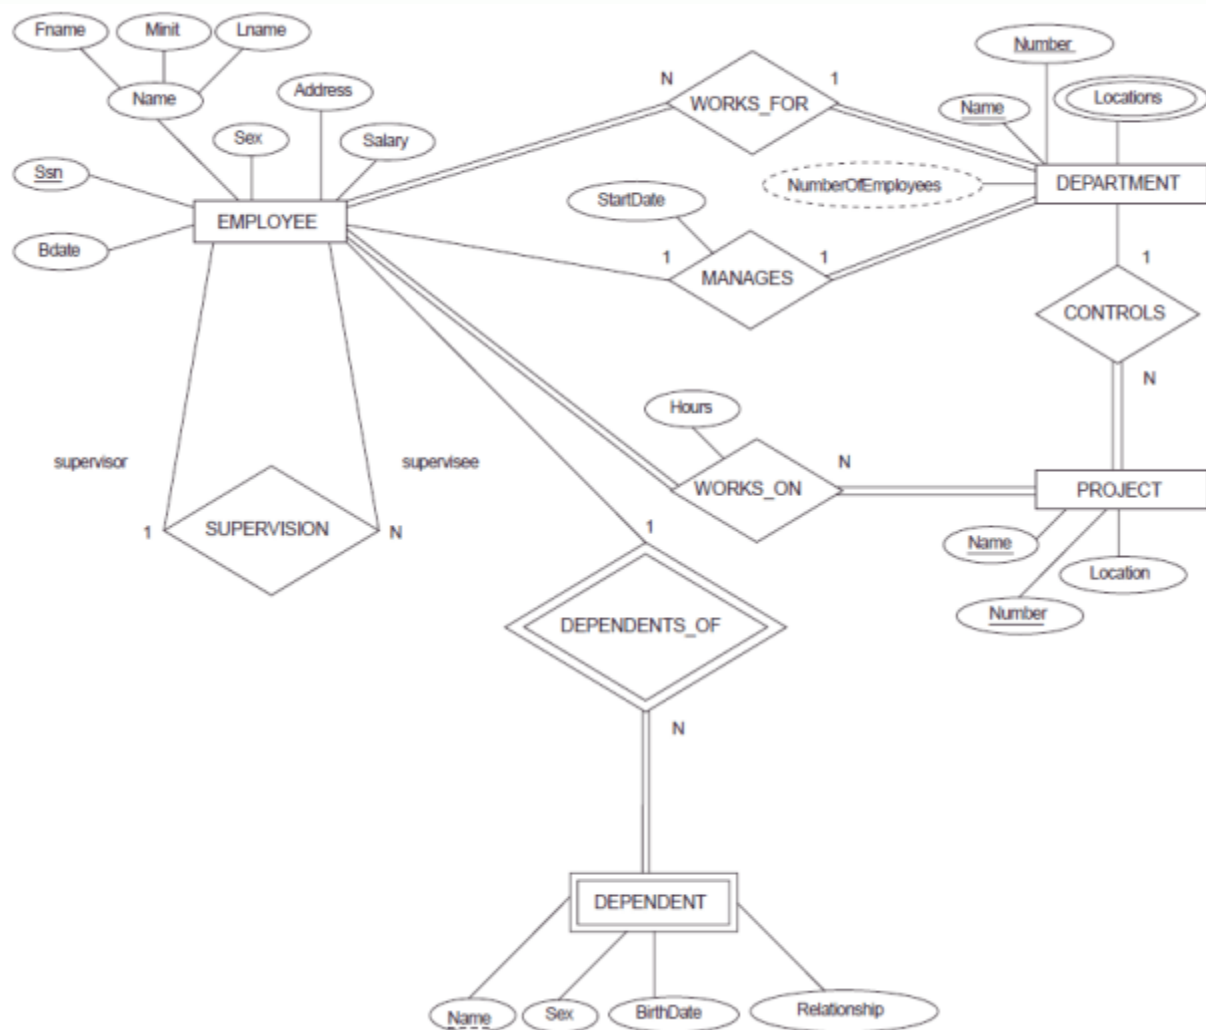 Fname
Minit
Lname
Number
Name
Address
N
WORKS_FOR
1
Locations
Name
Sex
Salary
Ssn
NumberOfEmployees
DEPARTMENT
StartDate
EMPLOYEE
Bdate
1
MANAGES
1
1
CONTROLS
N
Hours
supervisor
supervisee
N
WORKS_ON
PROJECT
1
SUPERVISION
N
1
Name
Location
Number
DEPENDENTS_OF
N
DEPENDENT
Name
Sex
BirthDate
Relationship